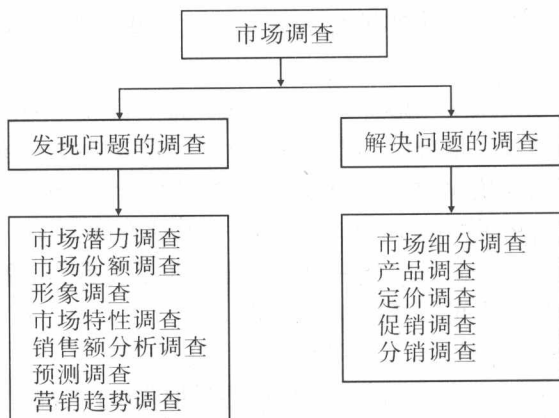 市场调查
发现问题的调查
解决问题的调查
市场潜力调查
市场份额调查
形象调查
市场特性调查
销售额分析调查
预测调查
营销趋势调查
市场细分调查
产品调查
定价调查
促销调查
分销调查